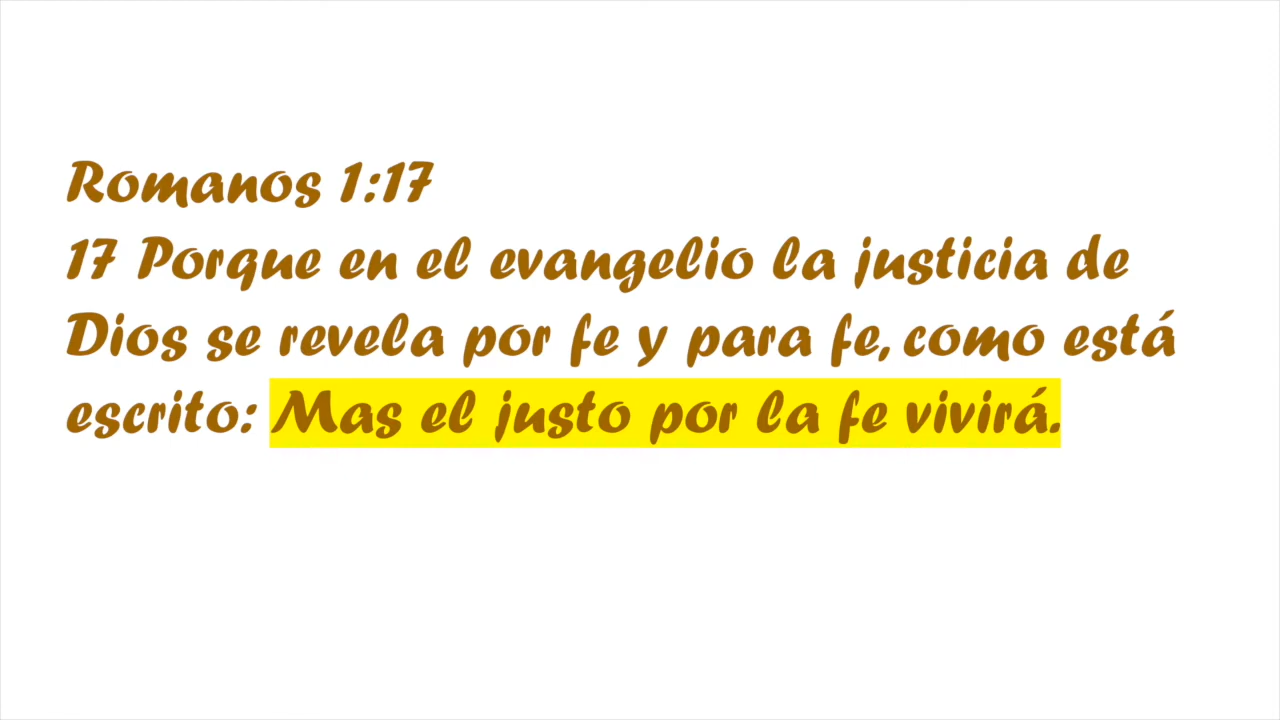 Romanos 1:17
17 Porque en el evangelio la justicia de
Dios se revela por fe y para fe, como está
escrito: Mas el justo por la fe vivirá.